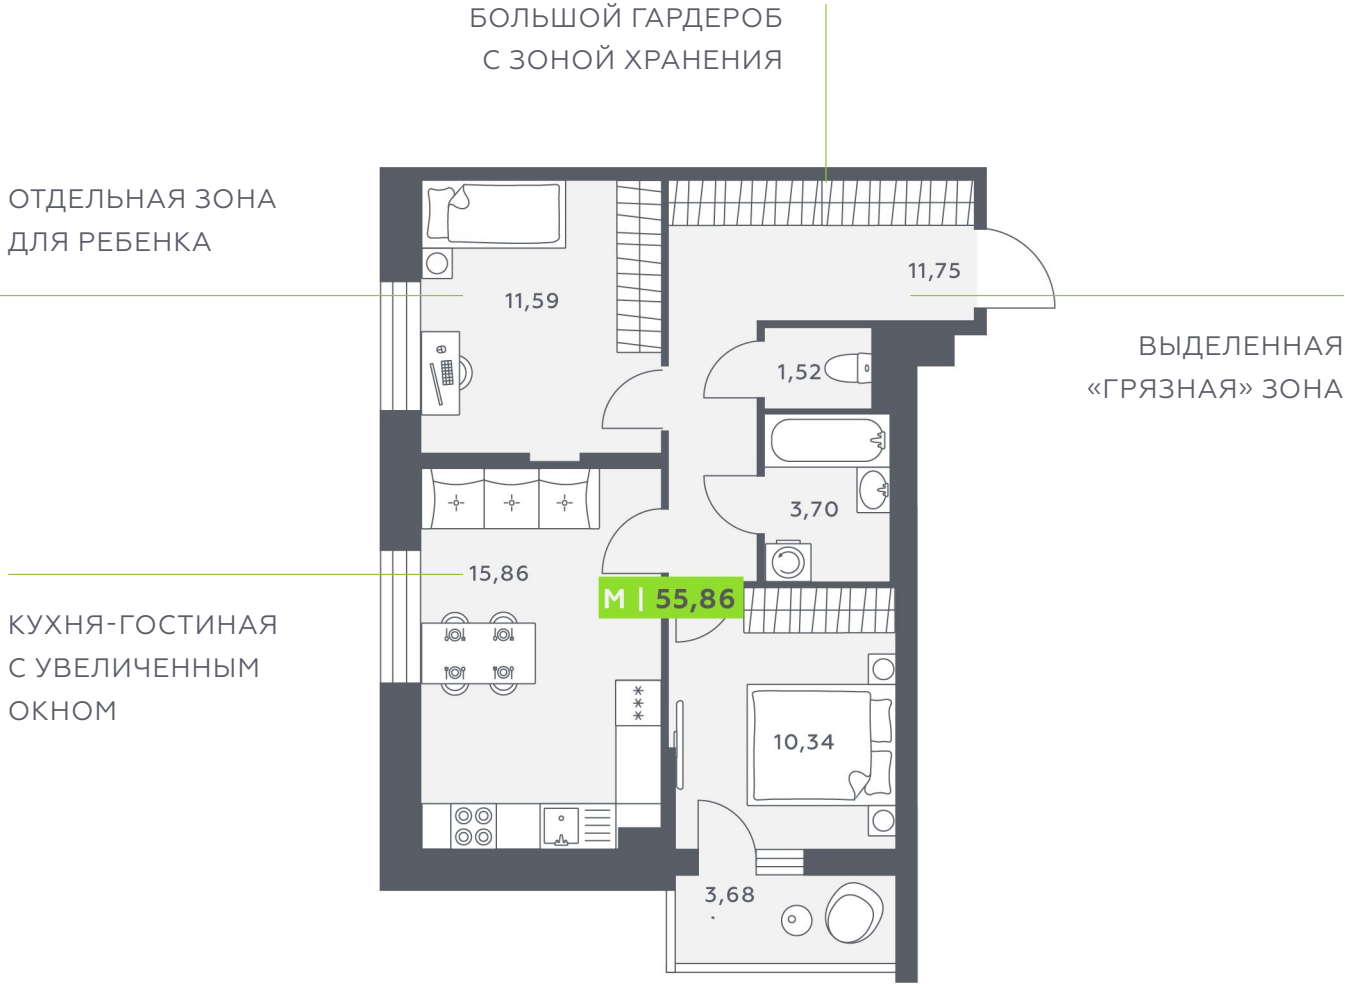 БОЛЬШОЙ ГАРДЕРОБ
С ЗОНОЙ ХРАНЕНИЯ
ОТДЕЛЬНАЯ ЗОНА
ДЛЯ РЕБЕНКА
11,75
11,59
ВЫДЕЛЕННАЯ
«ГРЯЗНАЯ» ЗОНА
1,52
3,70
15,86
М | 55,86
КУХНЯ-ГОСТИНАЯ
С УВЕЛИЧЕННЫМ
ОКНОМ
***
10,34
3,68